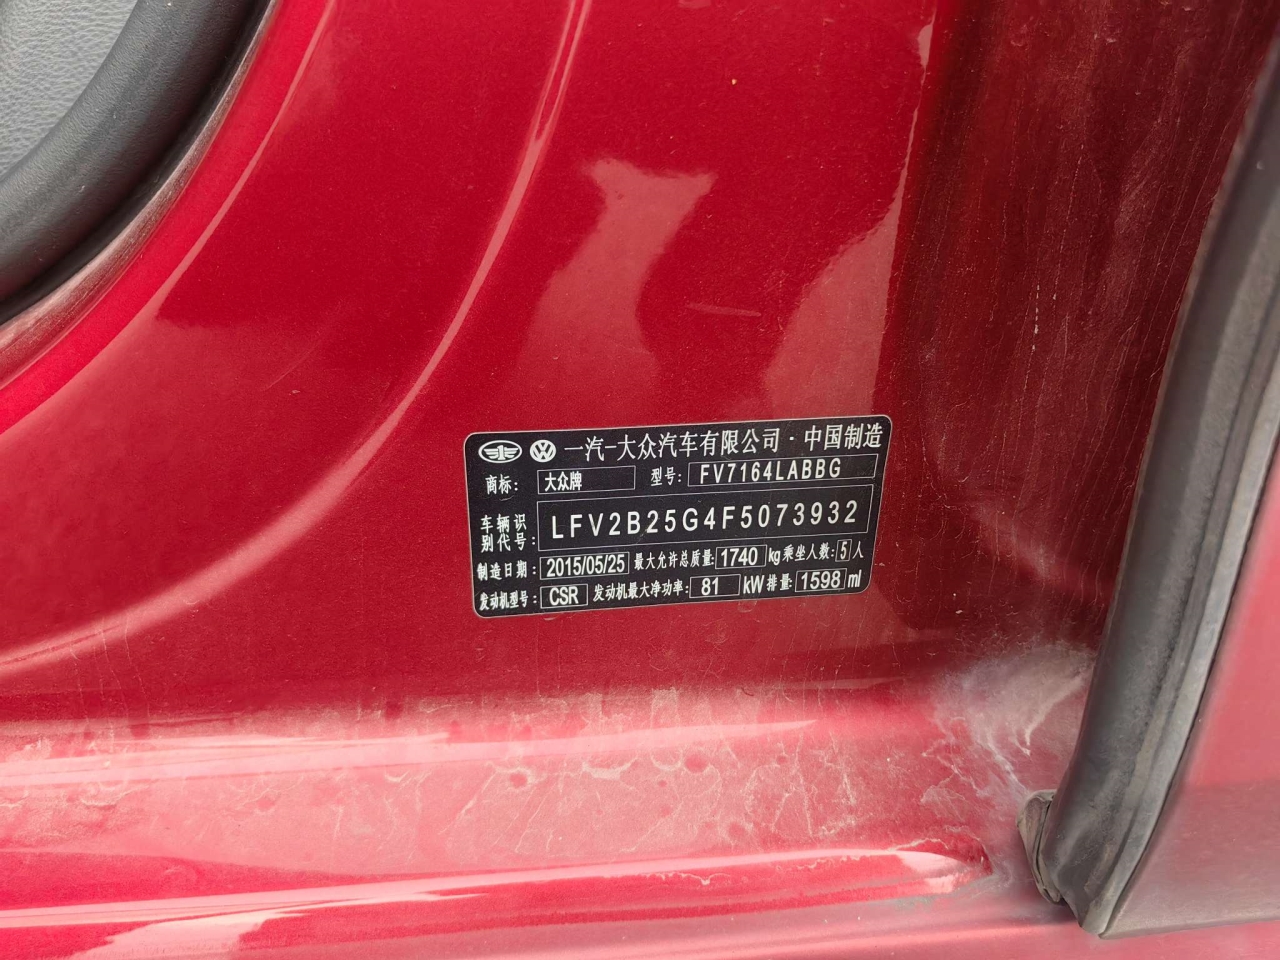 一汽-大众汽车有限公司·中国制造
商标: 大众牌 型号: FV7164LABBG
车辆识别代号: LFV2B25G4F5073932
制造日期: 2015/05/25 最大允许总质量: 1740 kg 乘坐人数: 5 人
发动机型号: CSR 发动机最大净功率: 81 kW 排量: 1598 ml